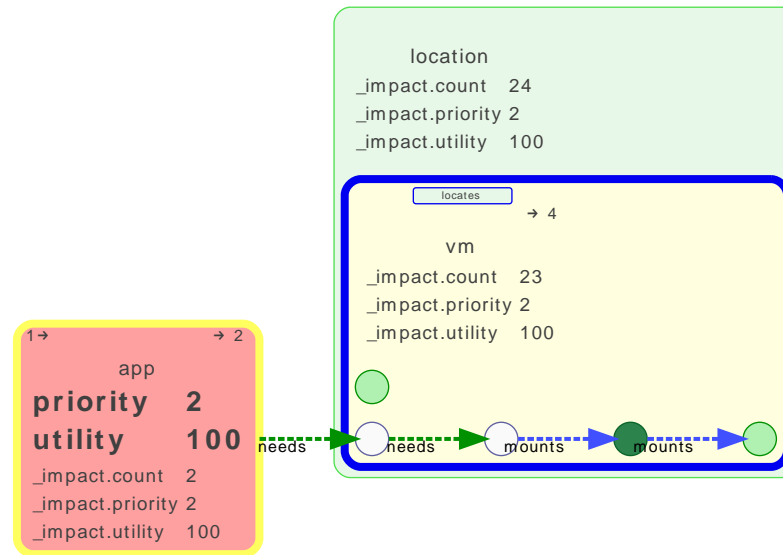 location
_impact.count 24
_impact.priority 2
_impact.utility 100
locates
→ 4
vm
_impact.count 23
_impact.priority 2
_impact.utility 100
1→ → 2
app
priority 2
utility 100
_impact.count 2
_impact.priority 2
_impact.utility 100
needs needs mounts mounts